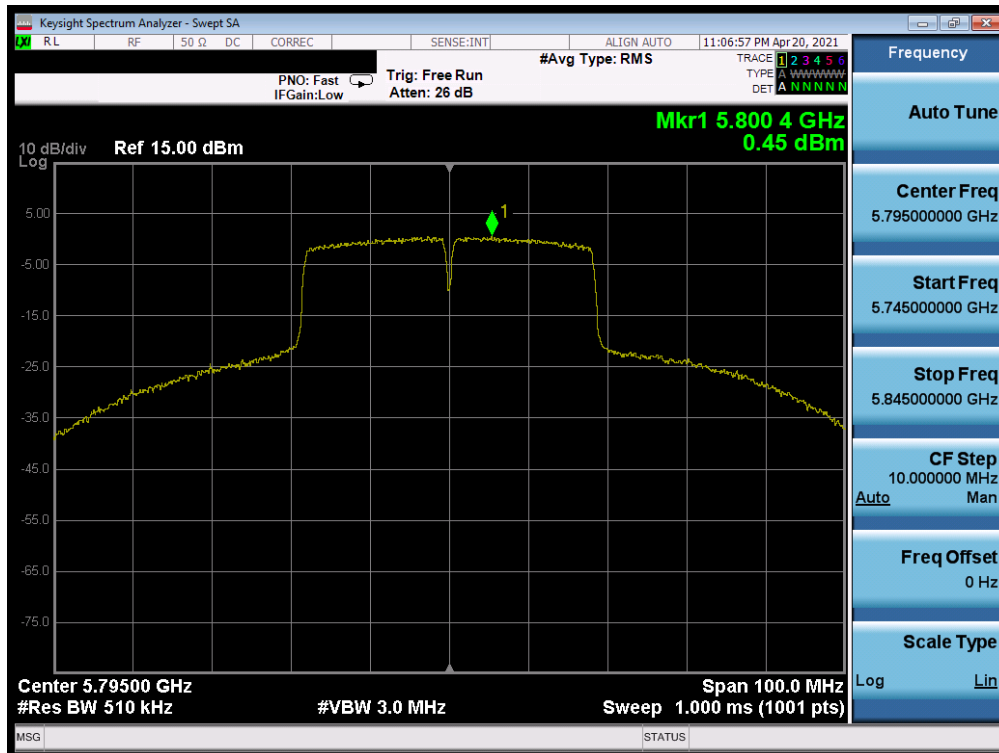 Keysight Spectrum Analyzer - Swept SA
LXI RL RF 50 Ω DC CORREC SENSE:INT ALIGN AUTO 11:06:57 PM Apr 20, 2021
#Avg Type: RMS TRACE 1 2 3 4 5 6
PNO: Fast Trig: Free Run TYPE A WWWWW
IFGain:Low Atten: 26 dB DET A N N N N N
Mkr1 5.800 4 GHz
0.45 dBm
10 dB/div Ref 15.00 dBm
Log
1
5.00
-5.00
-15.0
-25.0
-35.0
-45.0
-55.0
-65.0
-75.0
Center 5.79500 GHz Span 100.0 MHz
#Res BW 510 kHz #VBW 3.0 MHz Sweep 1.000 ms (1001 pts)
MSG STATUS
Frequency
Auto Tune
Center Freq
5.795000000 GHz
Start Freq
5.745000000 GHz
Stop Freq
5.845000000 GHz
CF Step
10.000000 MHz
Auto Man
Freq Offset
0 Hz
Scale Type
Log Lin